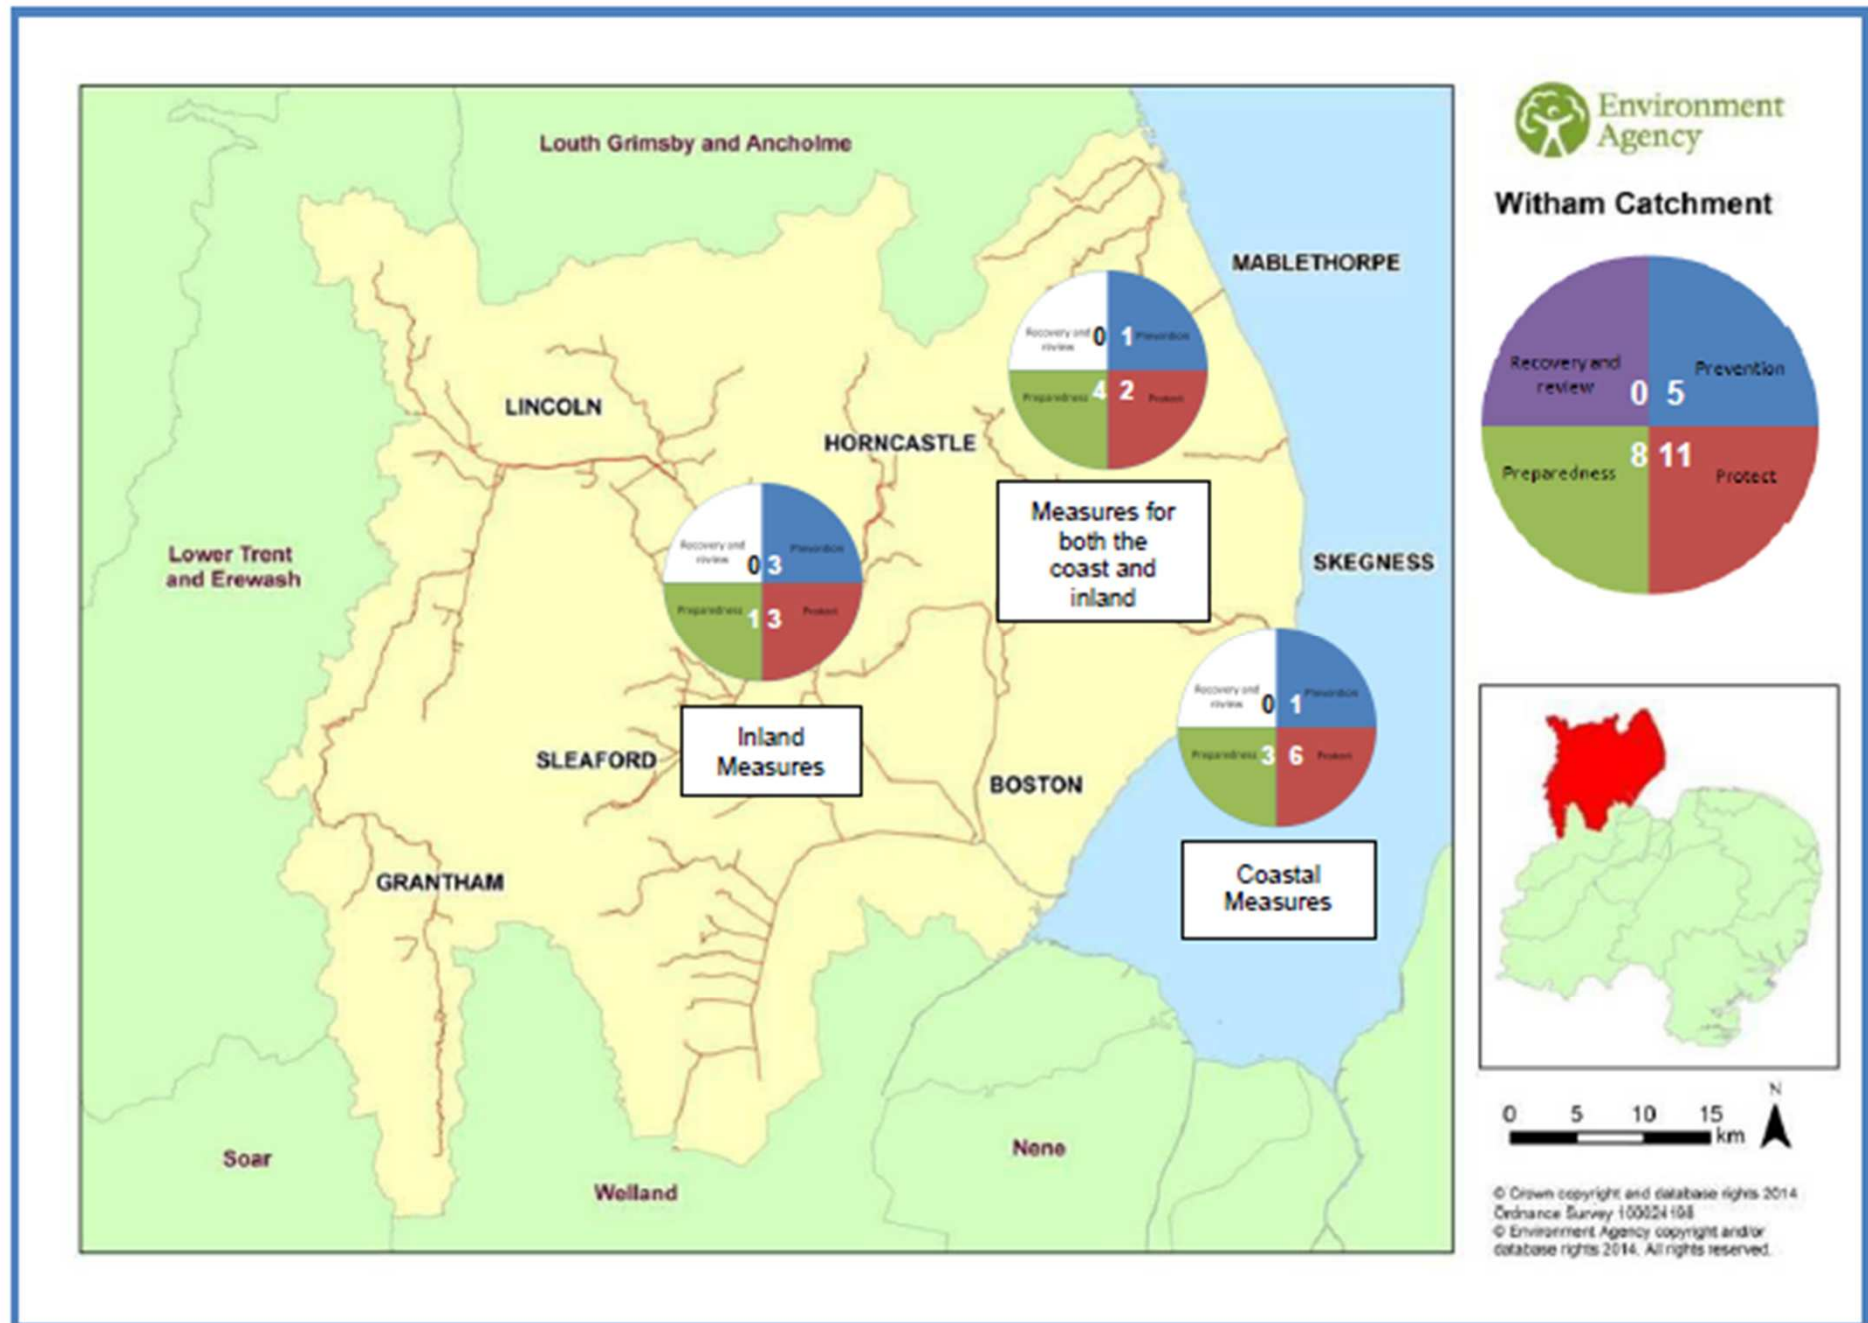 Louth Grimsby and Ancholme
Environment
Agency
Witham Catchment
MABLETHORPE
Recovery and
review
0
1
Prevention
Preparedness
4
2
Protect
Recovery and
review
0
5
Prevention
Preparedness
8
11
Protect
LINCOLN
HORNCASTLE
Measures for
both the
coast and
inland
Lower Trent
and Erewash
Recovery and
review
0
3
Prevention
Preparedness
1
3
Protect
SKEGNESS
Recovery and
review
0
1
Prevention
Preparedness
3
6
Protect
Inland
Measures
SLEAFORD
BOSTON
Coastal
Measures
GRANTHAM
Soar
Welland
Nene
N
0 5 10 15
km
© Crown copyright and database rights 2014
Ordnance Survey 100024198
© Environment Agency copyright and/or
database rights 2014. All rights reserved.